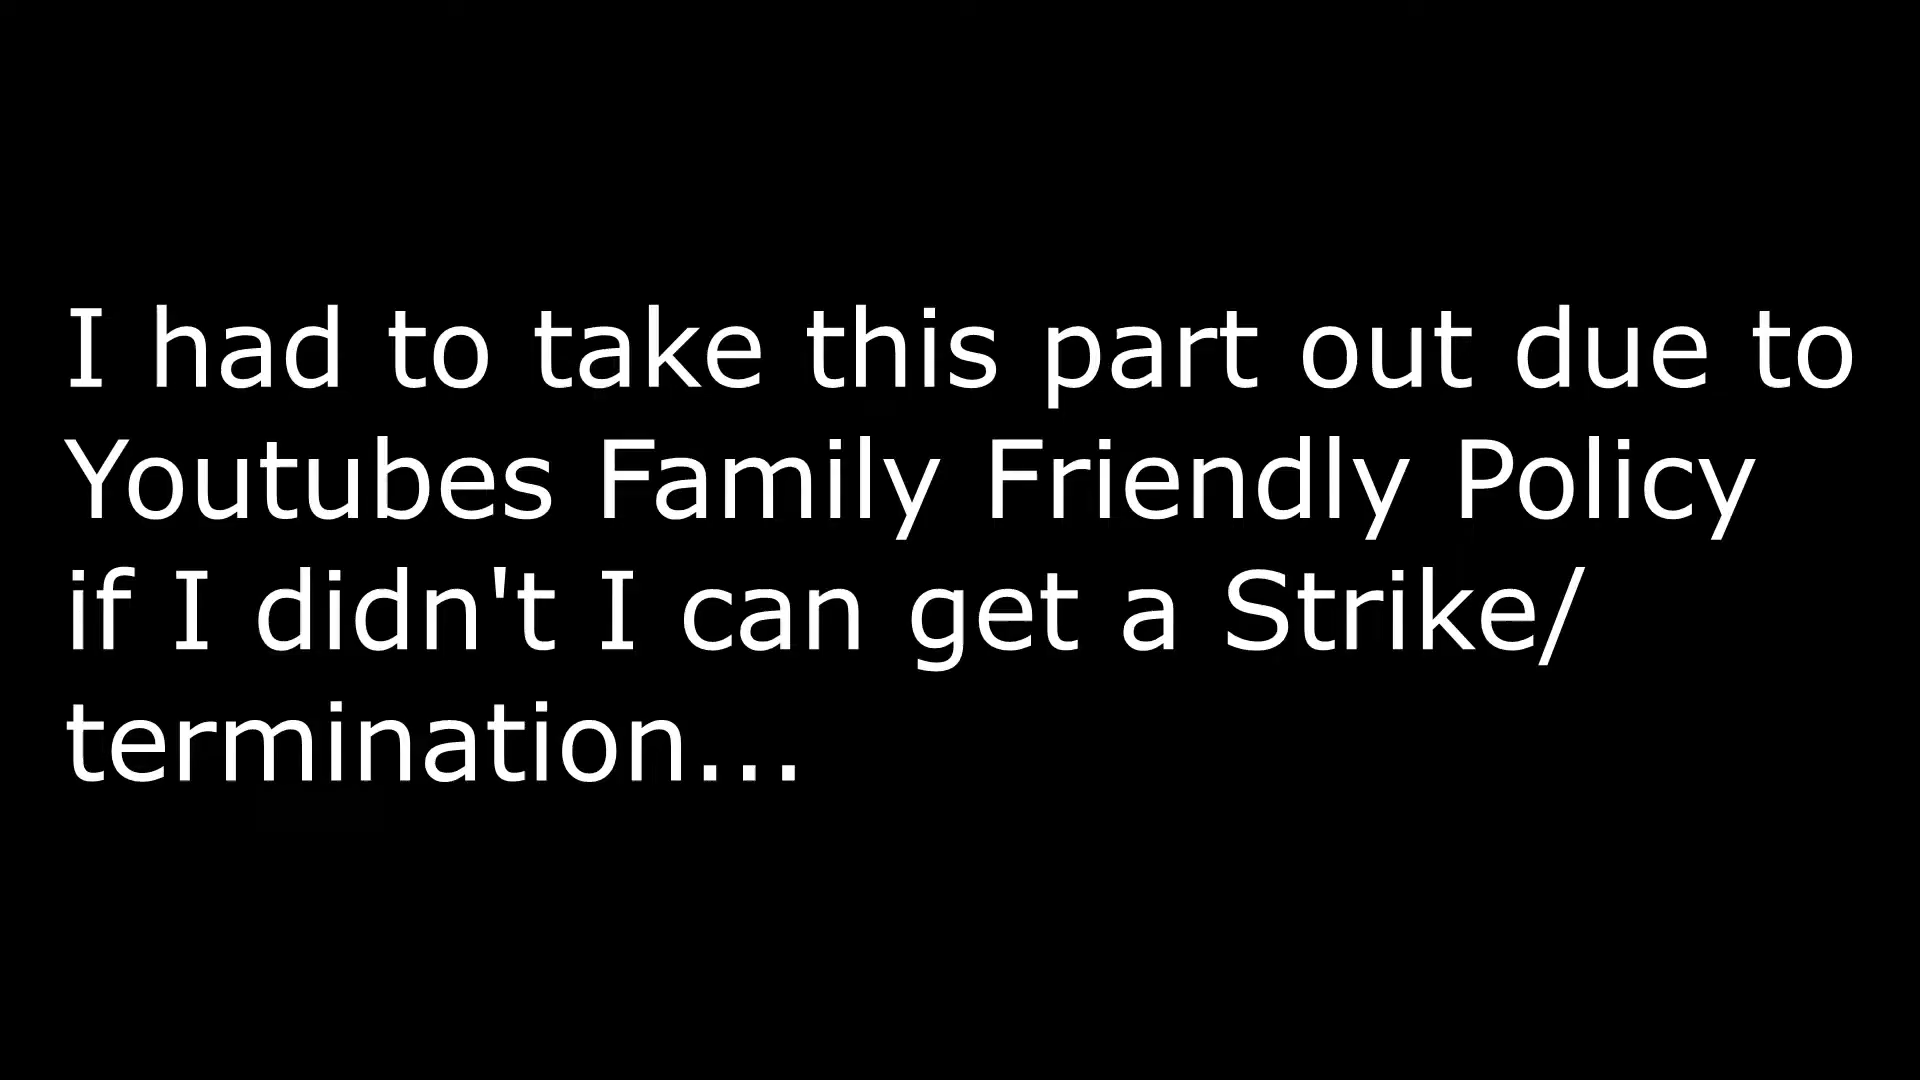 I had to take this part out due to
Youtubes Family Friendly Policy
if I didn't I can get a Strike/
termination...